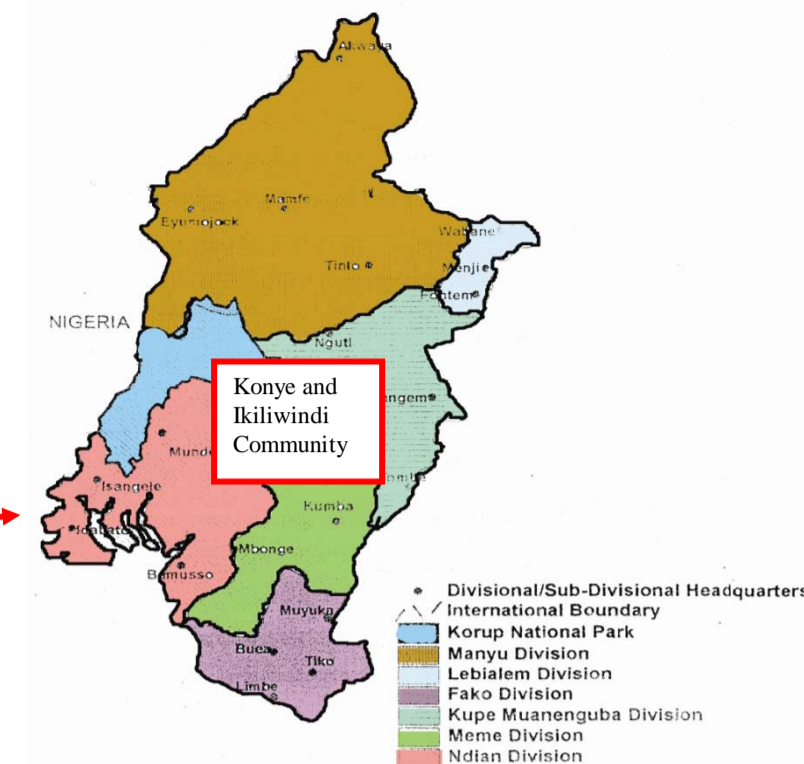 Akwaya
Mamfe
Eyumojock
Wabane
Tinto
Menji
Fontem
NIGERIA
Nguti
Konye and
Ikiliwindi
Community
Isangele
Kumba
Mbonge
Bamusso
Divisional/Sub-Divisional Headquarters
International Boundary
Muyuka
Korup National Park
Buea
Manyu Division
Tiko
Lebialem Division
Limbe
Fako Division
Kupe Muanenguba Division
Meme Division
Ndian Division